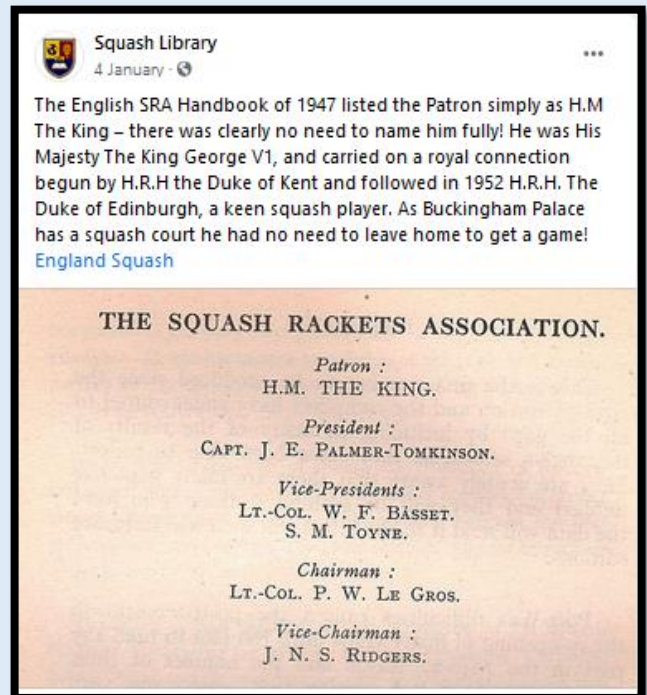 Squash Library
4 January
The English SRA Handbook of 1947 listed the Patron simply as H.M
The King – there was clearly no need to name him fully! He was His
Majesty The King George V1, and carried on a royal connection
begun by H.R.H the Duke of Kent and followed in 1952 H.R.H. The
Duke of Edinburgh, a keen squash player. As Buckingham Palace
has a squash court he had no need to leave home to get a game!
England Squash
THE SQUASH RACKETS ASSOCIATION.
Patron :
H.M. THE KING.
President :
CAPT. J. E. PALMER-TOMKINSON.
Vice-Presidents :
LT.-COL. W. F. BASSET.
S. M. TOYNE.
Chairman :
LT.-COL. P. W. LE GROS.
Vice-Chairman :
J. N. S. RIDGERS.